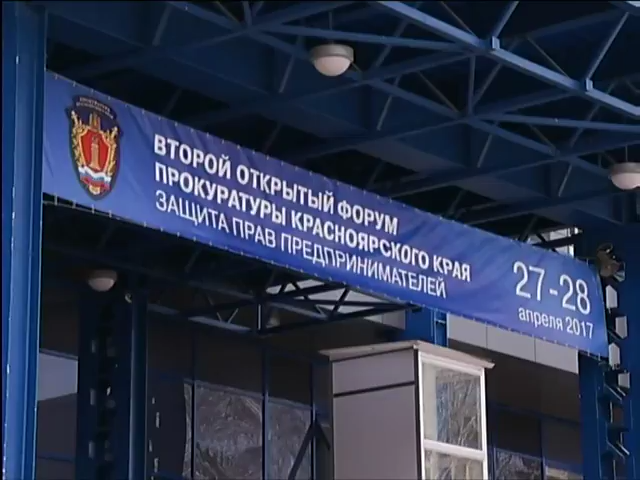 ВТОРОЙ ОТКРЫТЫЙ ФОРУМ
ПРОКУРАТУРЫ КРАСНОЯРСКОГО КРАЯ
ЗАЩИТА ПРАВ ПРЕДПРИНИМАТЕЛЕЙ
27-28
апреля 2017